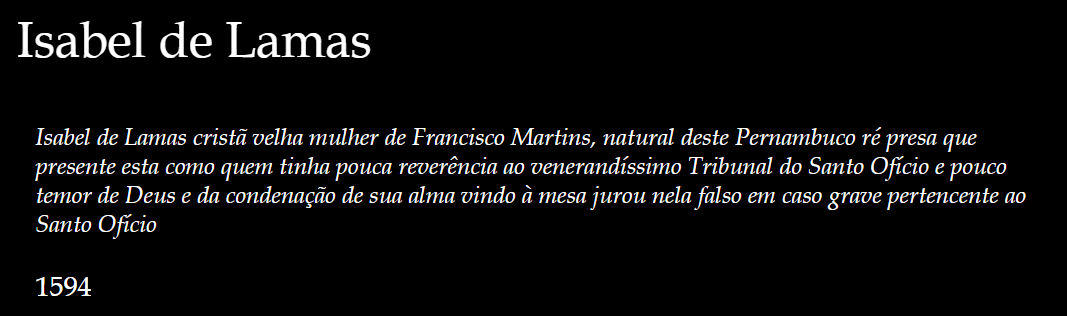 Isabel de Lamas
Isabel de Lamas cristã velha mulher de Francisco Martins, natural deste Pernambuco ré presa que
presente esta como quem tinha pouca reverência ao venerandíssimo Tribunal do Santo Ofício e pouco
temor de Deus e da condenação de sua alma vindo à mesa jurou nela falso em caso grave pertencente ao
Santo Ofício
1594